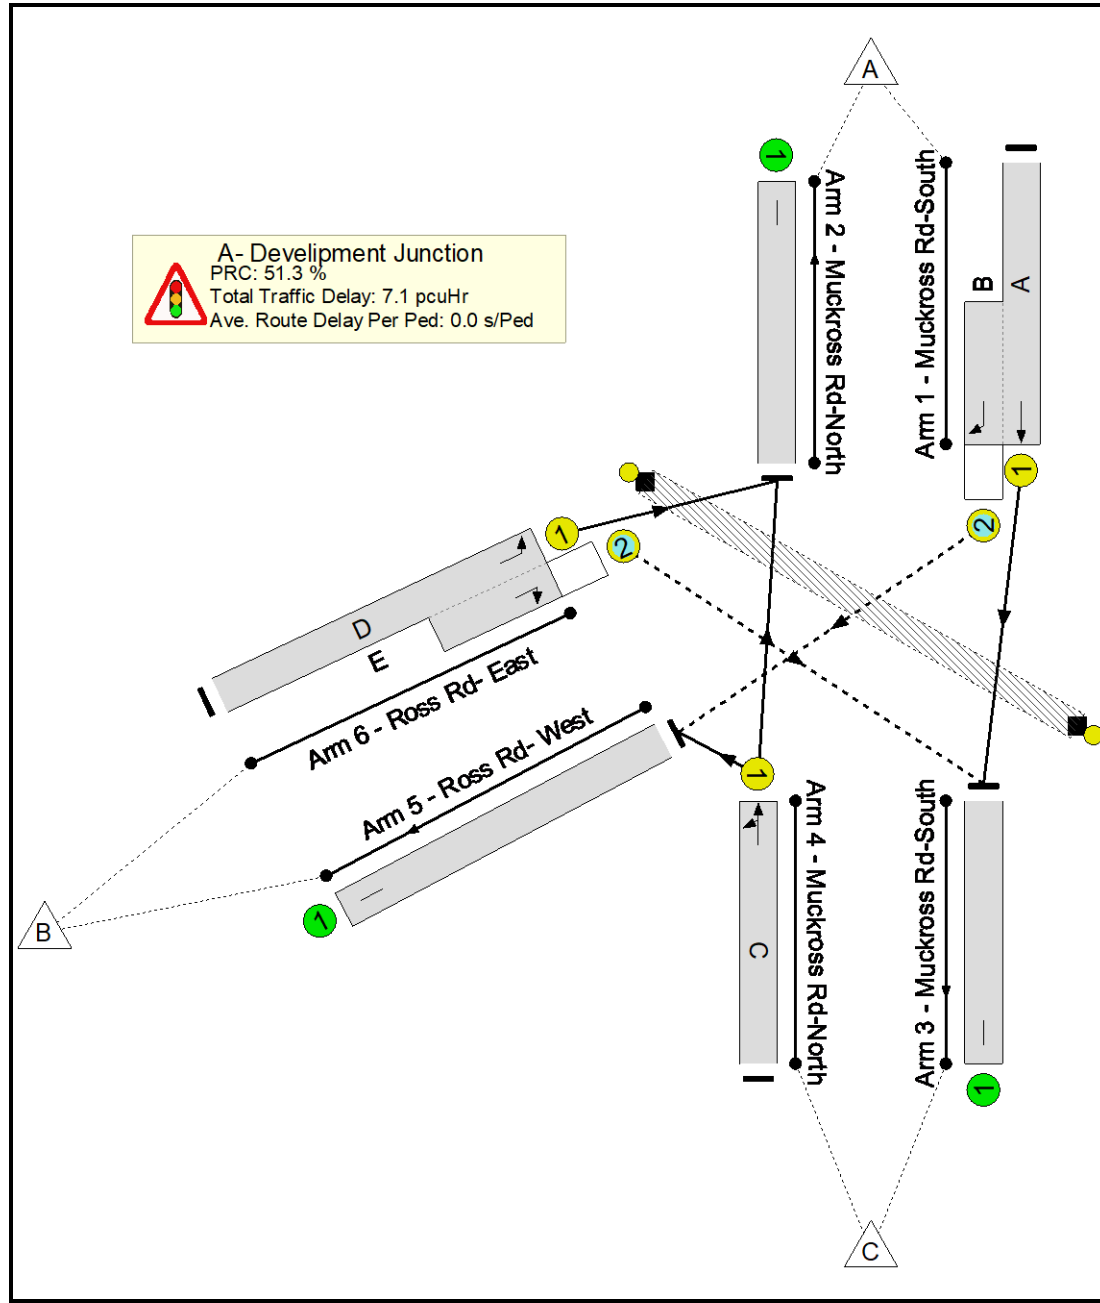 A
1
Arm 2 - Muckross Rd-North
Arm 1 - Muckross Rd-South
B
A
A- Develipment Junction
PRC: 51.3 %
Total Traffic Delay: 7.1 pcuHr
Ave. Route Delay Per Ped: 0.0 s/Ped
1
2
1
2
D
E
Arm 6 - Ross Rd- East
Arm 5 - Ross Rd- West
1
1
B
C
Arm 4 - Muckross Rd-North
Arm 3 - Muckross Rd-South
1
C